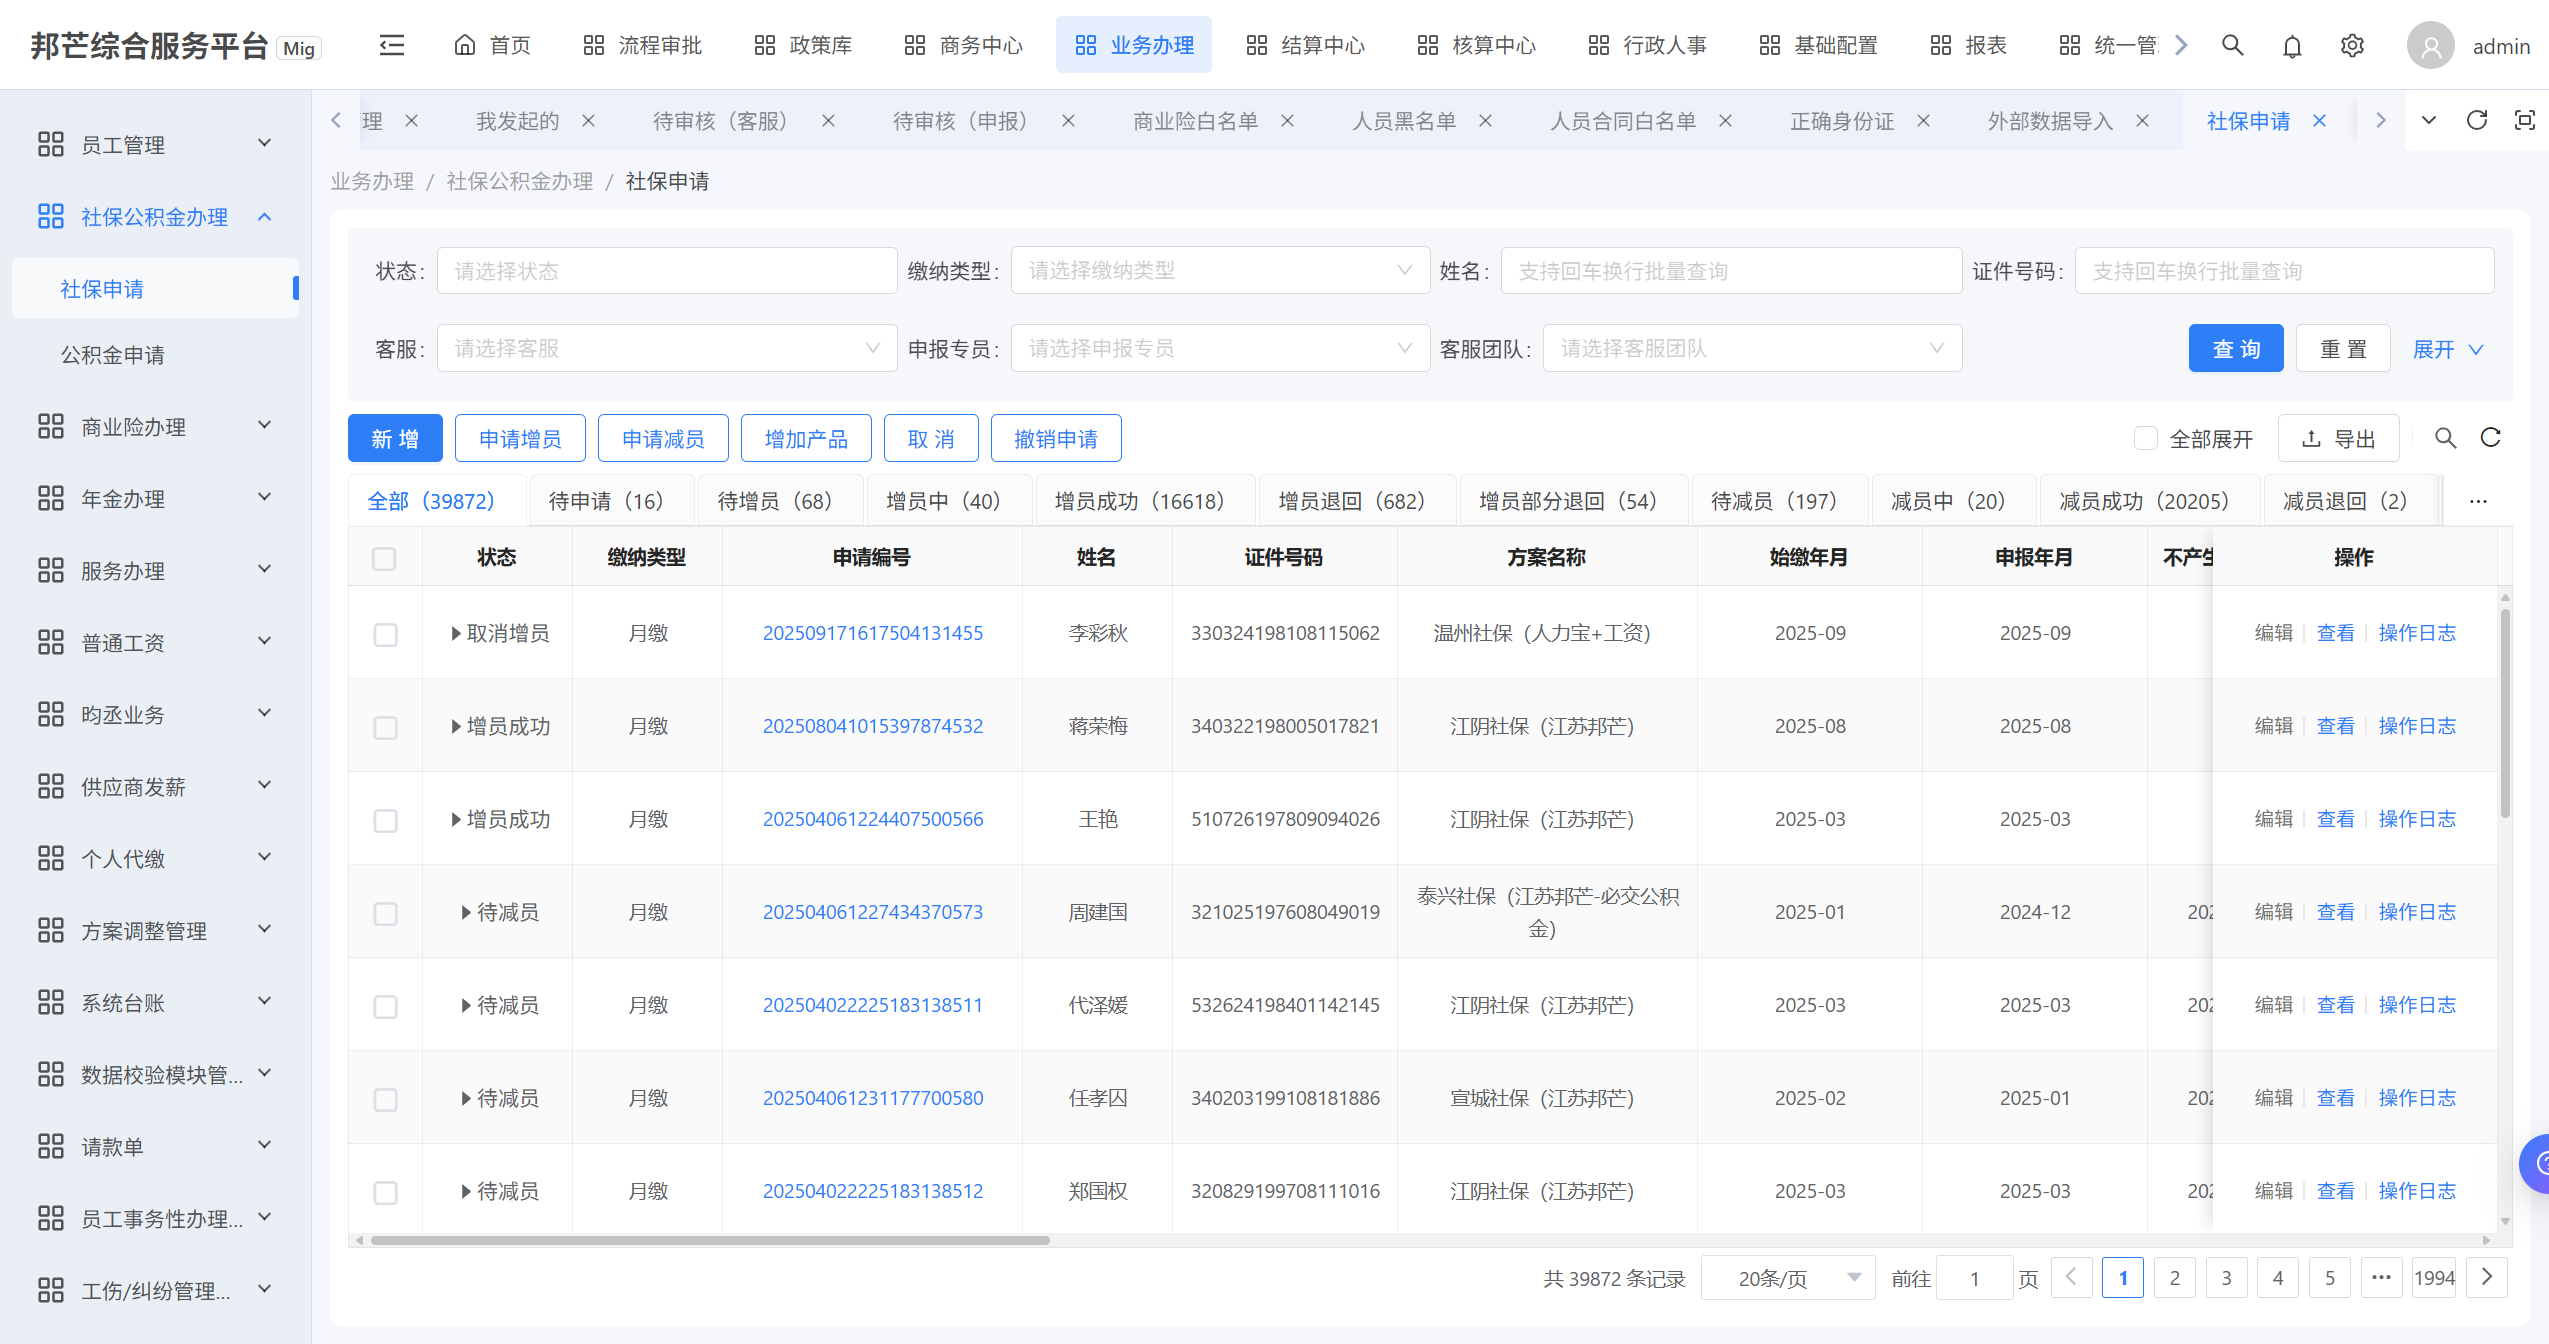 邦芒综合服务平台 Mig 首页 流程审批 政策库 商务中心 业务办理 结算中心 核算中心 行政人事 基础配置 报表 统一管 admin
理 我发起的 待审核（客服） 待审核（申报） 商业险白名单 人员黑名单 人员合同白名单 正确身份证 外部数据导入 社保申请
业务办理 / 社保公积金办理 / 社保申请
员工管理
社保公积金办理
社保申请
公积金申请
商业险办理
年金办理
服务办理
普通工资
昀丞业务
供应商发薪
个人代缴
方案调整管理
系统台账
数据校验模块管...
请款单
员工事务性办理...
工伤/纠纷管理...
状态: 请选择状态 缴纳类型: 请选择缴纳类型 姓名: 支持回车换行批量查询 证件号码: 支持回车换行批量查询
客服: 请选择客服 申报专员: 请选择申报专员 客服团队: 请选择客服团队 查 询 重 置 展开
新 增 申请增员 申请减员 增加产品 取 消 撤销申请 全部展开 导出
全部（39872） 待申请（16） 待增员（68） 增员中（40） 增员成功（16618） 增员退回（682） 增员部分退回（54） 待减员（197） 减员中（20） 减员成功（20205） 减员退回（2） ...
状态 缴纳类型 申请编号 姓名 证件号码 方案名称 始缴年月 申报年月 不产生 操作
取消增员 月缴 202509171617504131455 李彩秋 330324198108115062 温州社保（人力宝+工资） 2025-09 2025-09 编辑 查看 操作日志
增员成功 月缴 202508041015397874532 蒋荣梅 340322198005017821 江阴社保（江苏邦芒） 2025-08 2025-08 编辑 查看 操作日志
增员成功 月缴 202504061224407500566 王艳 510726197809094026 江阴社保（江苏邦芒） 2025-03 2025-03 编辑 查看 操作日志
待减员 月缴 202504061227434370573 周建国 321025197608049019 泰兴社保（江苏邦芒-必交公积金） 2025-01 2024-12 202 编辑 查看 操作日志
待减员 月缴 202504022225183138511 代泽媛 532624198401142145 江阴社保（江苏邦芒） 2025-03 2025-03 202 编辑 查看 操作日志
待减员 月缴 202504061231177700580 任孝囚 340203199108181886 宣城社保（江苏邦芒） 2025-02 2025-01 202 编辑 查看 操作日志
待减员 月缴 202504022225183138512 郑国权 320829199708111016 江阴社保（江苏邦芒） 2025-03 2025-03 202 编辑 查看 操作日志
共 39872 条记录 20条/页 前往 1 页 1 2 3 4 5 ... 1994